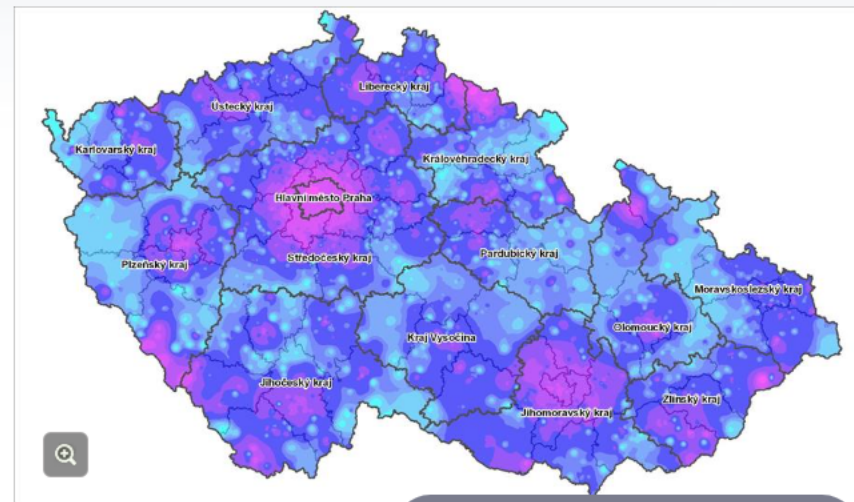 Liberecký kraj
Ústecký kraj
Karlovarský kraj
Královéhradecký kraj
Hlavní město Praha
Plzeňský kraj
Středočeský kraj
Pardubický kraj
Moravskoslezský kraj
Olomoucký kraj
Kraj Vysočina
Jihočeský kraj
Zlínský kraj
Jihomoravský kraj